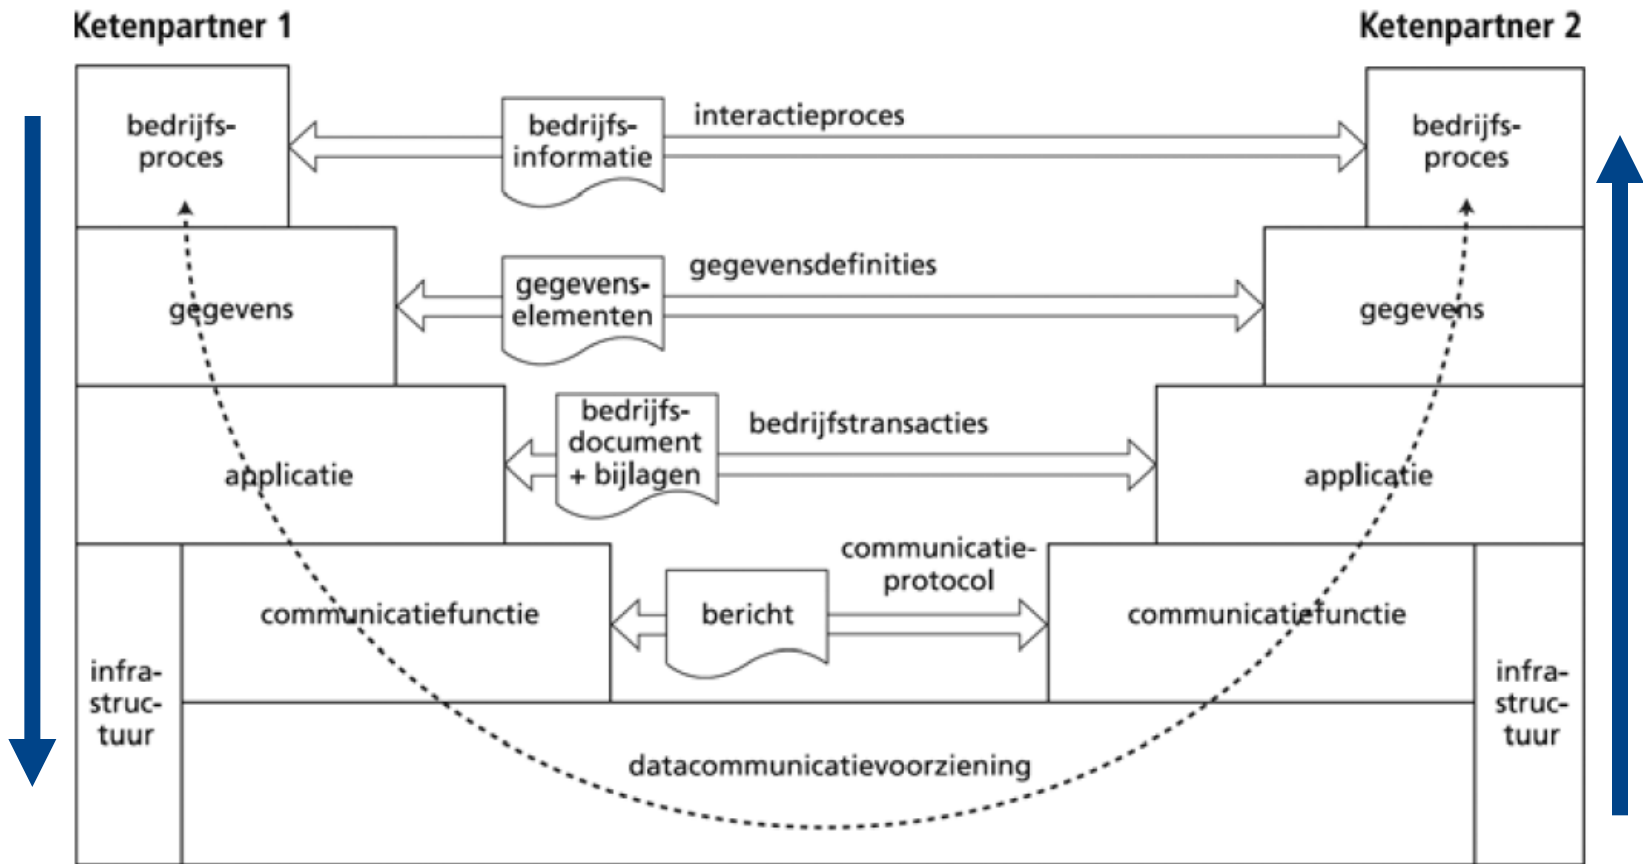 Ketenpartner 1
Ketenpartner 2
bedrijfs-
proces
bedrijfs-
informatie
interactieproces
bedrijfs-
proces
gegevens
gegevens-
elementen
gegevensdefinities
gegevens
applicatie
bedrijfs-
document
+ bijlagen
bedrijfstransacties
applicatie
communicatiefunctie
bericht
communicatie-
protocol
communicatiefunctie
infra-
struc-
tuur
datacommunicatievoorziening
infra-
struc-
tuur